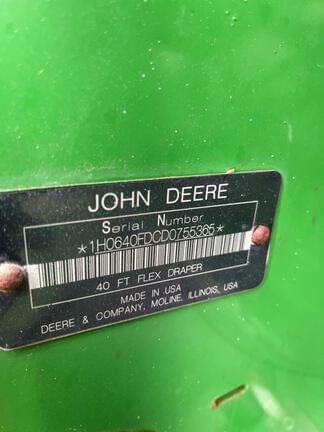 JOHN DEERE
Serial Number
*1H0640FDCD0755365*
40 FT FLEX DRAPER
MADE IN USA
DEERE & COMPANY, MOLINE, ILLINOIS, USA